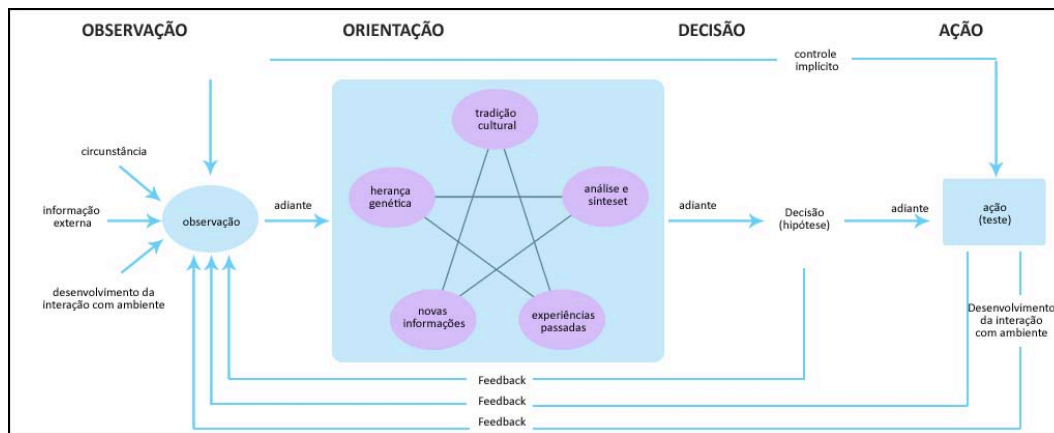 OBSERVAÇÃO
ORIENTAÇÃO
DECISÃO
AÇÃO
controle
implícito
circunstância
informação
externa
desenvolvimento da
interação com ambiente
observação
adiante
tradição
cultural
herança
genética
análise e
sínteset
novas
informações
experiências
passadas
adiante
Decisão
(hipótese)
adiante
ação
(teste)
Desenvolvimento
da interação
com ambiente
Feedback
Feedback
Feedback